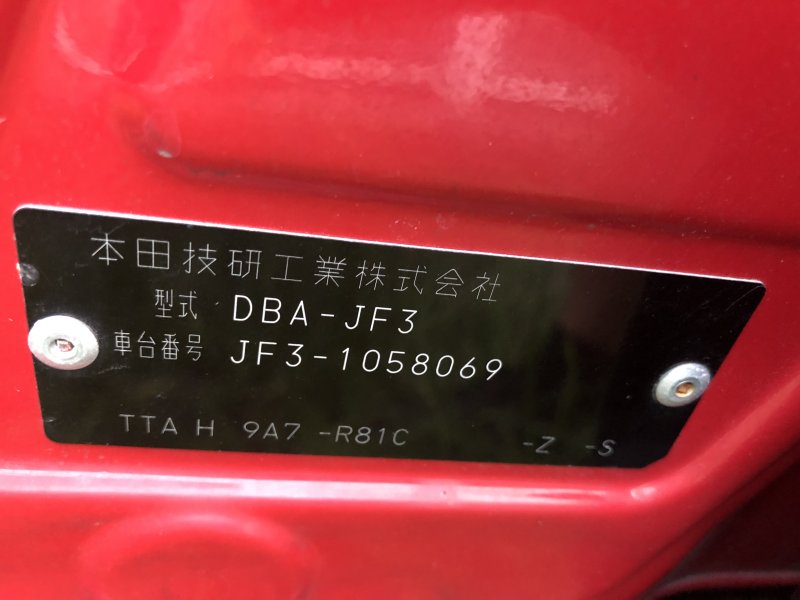 本田技研工業株式会社
型式 DBA-JF3
車台番号 JF3-1058069
TTA H 9A7 -R81C -Z -S